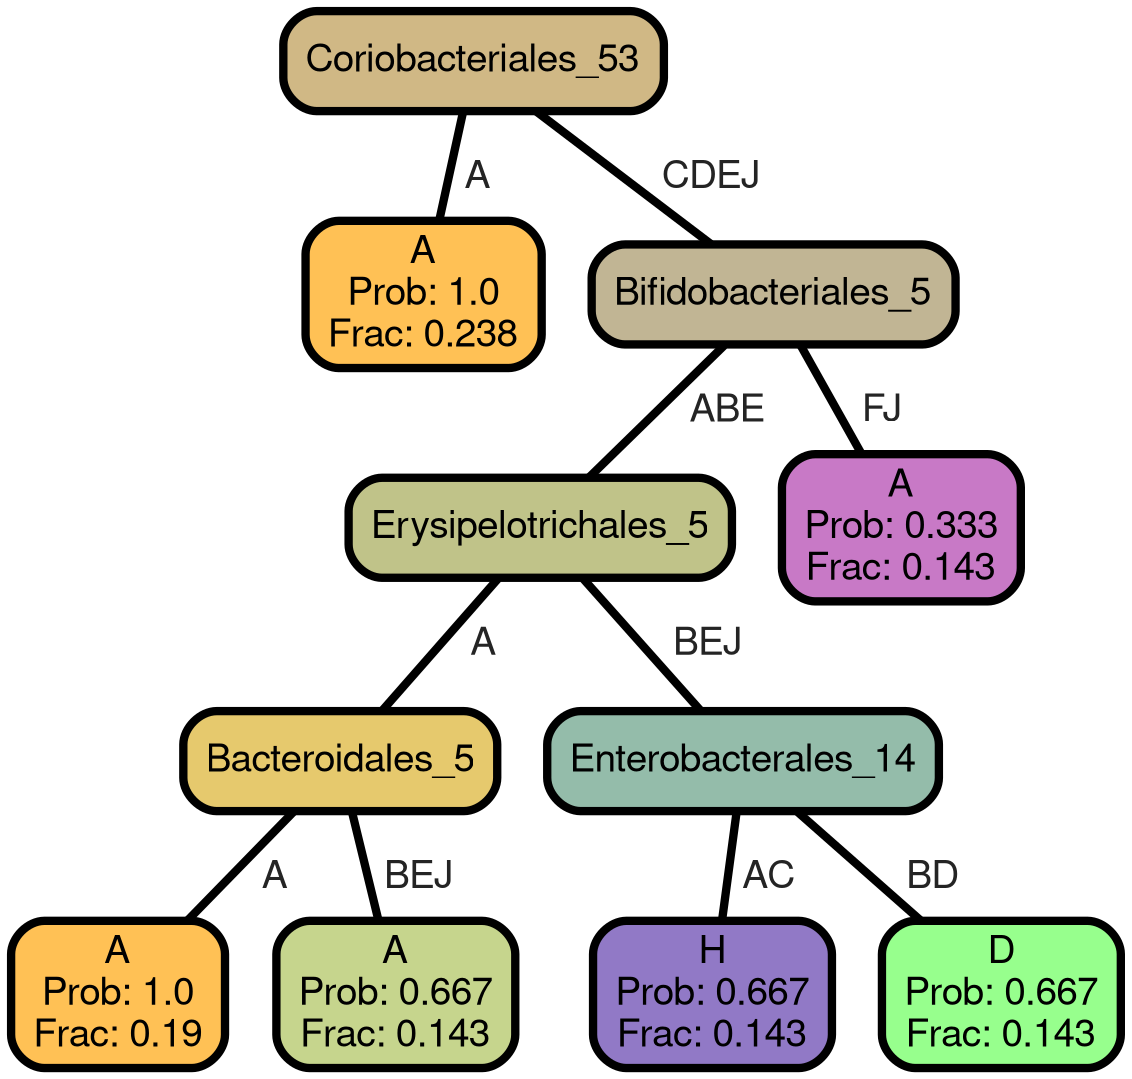 Coriobacteriales_53
A
CDEJ
A
Prob: 1.0
Frac: 0.238
Bifidobacteriales_5
ABE
FJ
Erysipelotrichales_5
A
Prob: 0.333
Frac: 0.143
A
BEJ
Bacteroidales_5
Enterobacterales_14
A
BEJ
AC
BD
A
Prob: 1.0
Frac: 0.19
A
Prob: 0.667
Frac: 0.143
H
Prob: 0.667
Frac: 0.143
D
Prob: 0.667
Frac: 0.143